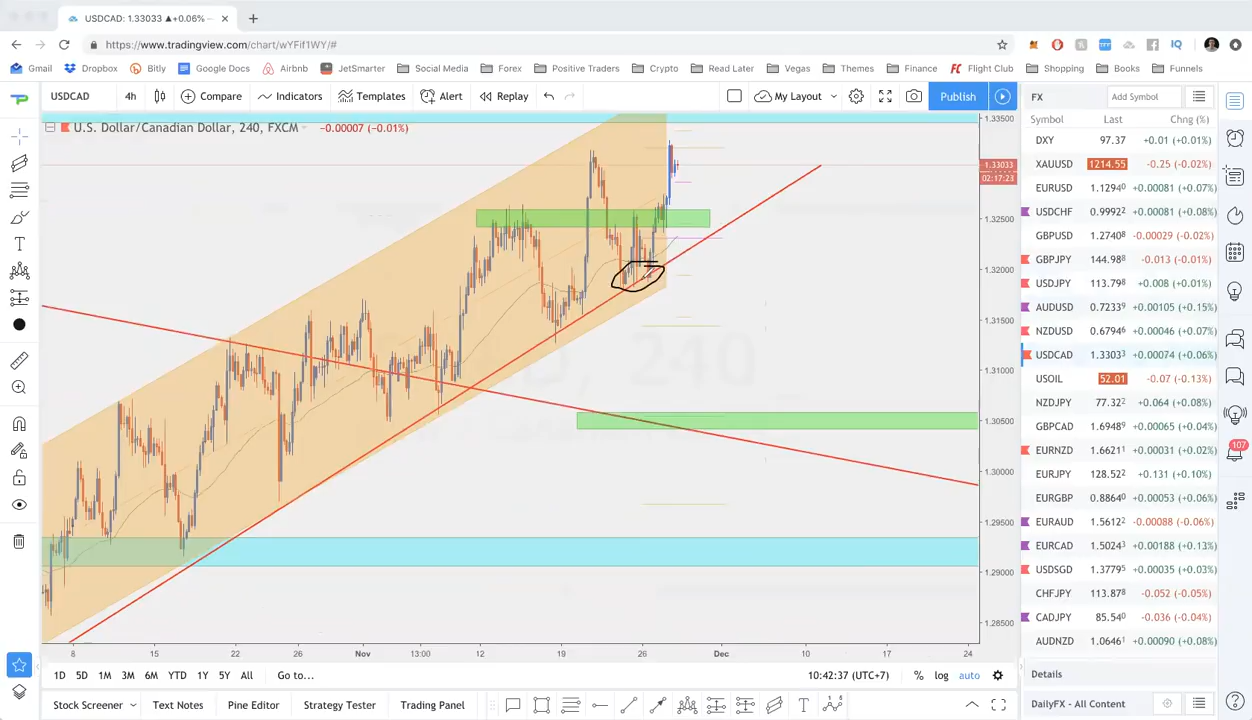 USDCAD: 1.33033 ▲+0.06% -
https://www.tradingview.com/chart/wYFif1WY/#
Gmail Dropbox Bitly Google Docs Airbnb JetSmarter Social Media Forex Positive Traders Crypto Read Later Vegas Themes Finance Flight Club Shopping Books Funnels
USDCAD 4h Compare Indicators Templates Alert Replay My Layout Publish
U.S. Dollar/Canadian Dollar, 240, FXCM -0.00007 (-0.01%)
1.33500
1.33033
02:17:23
1.32500
1.32000
1.31500
1.31000
1.30500
1.30000
1.29500
1.29000
1.28500
8 15 22 26 Nov 13:00 12 19 26 Dec 10 17 24
1D 5D 1M 3M 6M YTD 1Y 5Y All Go to... 10:42:37 (UTC+7) % log auto
Stock Screener Text Notes Pine Editor Strategy Tester Trading Panel
FX Add Symbol
Symbol Last Chg (%)
DXY 97.37 +0.01 (+0.01%)
XAUUSD 1214.55 -0.25 (-0.02%)
EURUSD 1.12940 +0.00081 (+0.07%)
USDCHF 0.99922 +0.00081 (+0.08%)
GBPUSD 1.27408 -0.00029 (-0.02%)
GBPJPY 144.988 -0.013 (-0.01%)
USDJPY 113.798 +0.008 (+0.01%)
AUDUSD 0.72339 +0.00105 (+0.15%)
NZDUSD 0.67946 +0.00046 (+0.07%)
USDCAD 1.33033 +0.00074 (+0.06%)
USOIL 52.01 -0.07 (-0.13%)
NZDJPY 77.322 +0.064 (+0.08%)
GBPCAD 1.69489 +0.00065 (+0.04%)
EURNZD 1.66211 +0.00031 (+0.02%)
EURJPY 128.522 +0.131 (+0.10%)
EURGBP 0.88640 +0.00053 (+0.06%)
EURAUD 1.56122 -0.00088 (-0.06%)
EURCAD 1.50243 +0.00188 (+0.13%)
USDSGD 1.37795 +0.00035 (+0.03%)
CHFJPY 113.878 -0.052 (-0.05%)
CADJPY 85.540 -0.036 (-0.04%)
AUDNZD 1.06461 +0.00090 (+0.08%)
Details
DailyFX - All Content
107